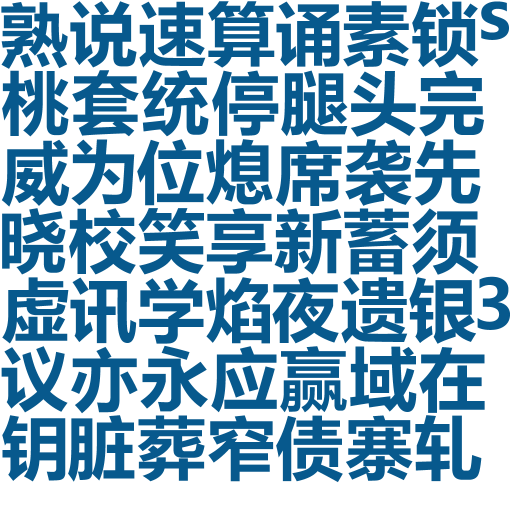 熟说速算诵素锁s
桃套统停腿头完
威为位熄席袭先
晓校笑享新蓄须
虚讯学焰夜遗银3
议亦永应赢域在
钥脏葬窄债寨轧